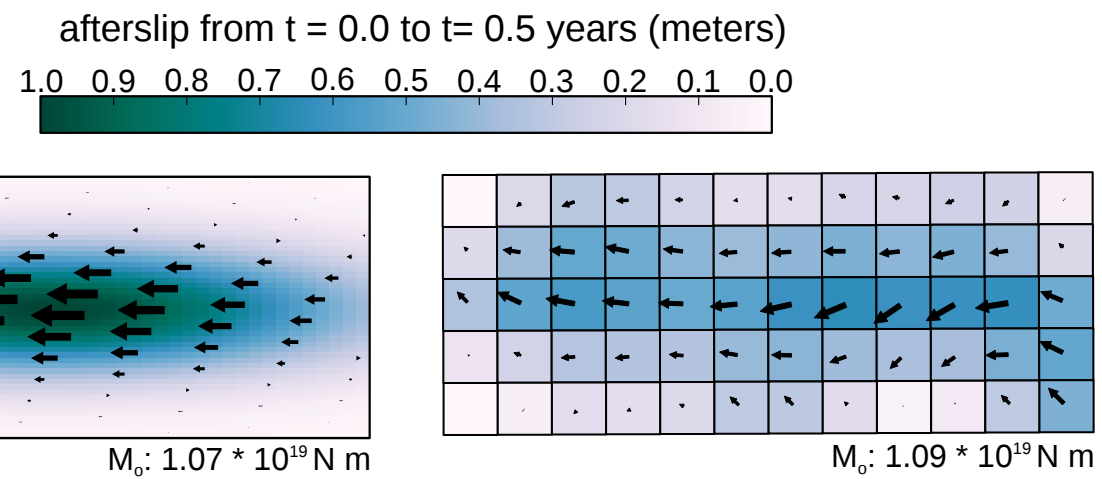 afterslip from t = 0.0 to t= 0.5 years (meters)
1.0 0.9 0.8 0.7 0.6 0.5 0.4 0.3 0.2 0.1 0.0
Mₒ: 1.07 * 10¹⁹ N m
Mₒ: 1.09 * 10¹⁹ N m